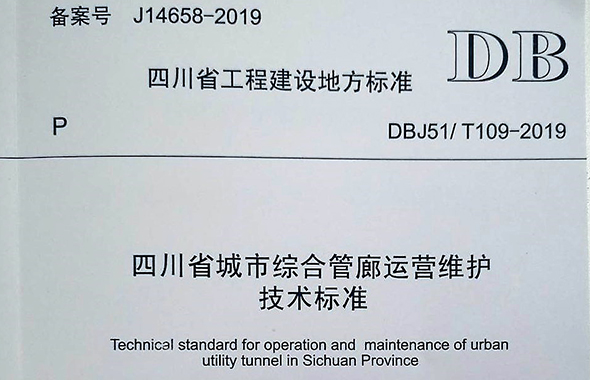 备案号 J14658-2019
DB
四川省工程建设地方标准
P DBJ51/ T109-2019
四川省城市综合管廊运营维护
技术标准
Technical standard for operation and maintenance of urban
utility tunnel in Sichuan Province